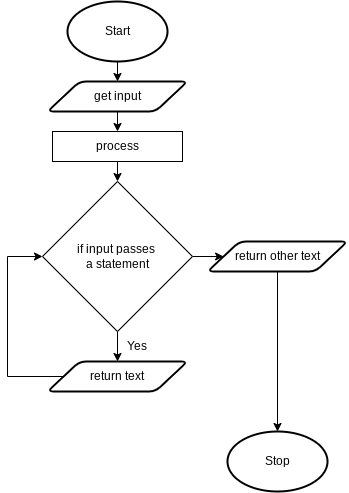 Start
get input
process
if input passes
a statement
return other text
Yes
return text
Stop